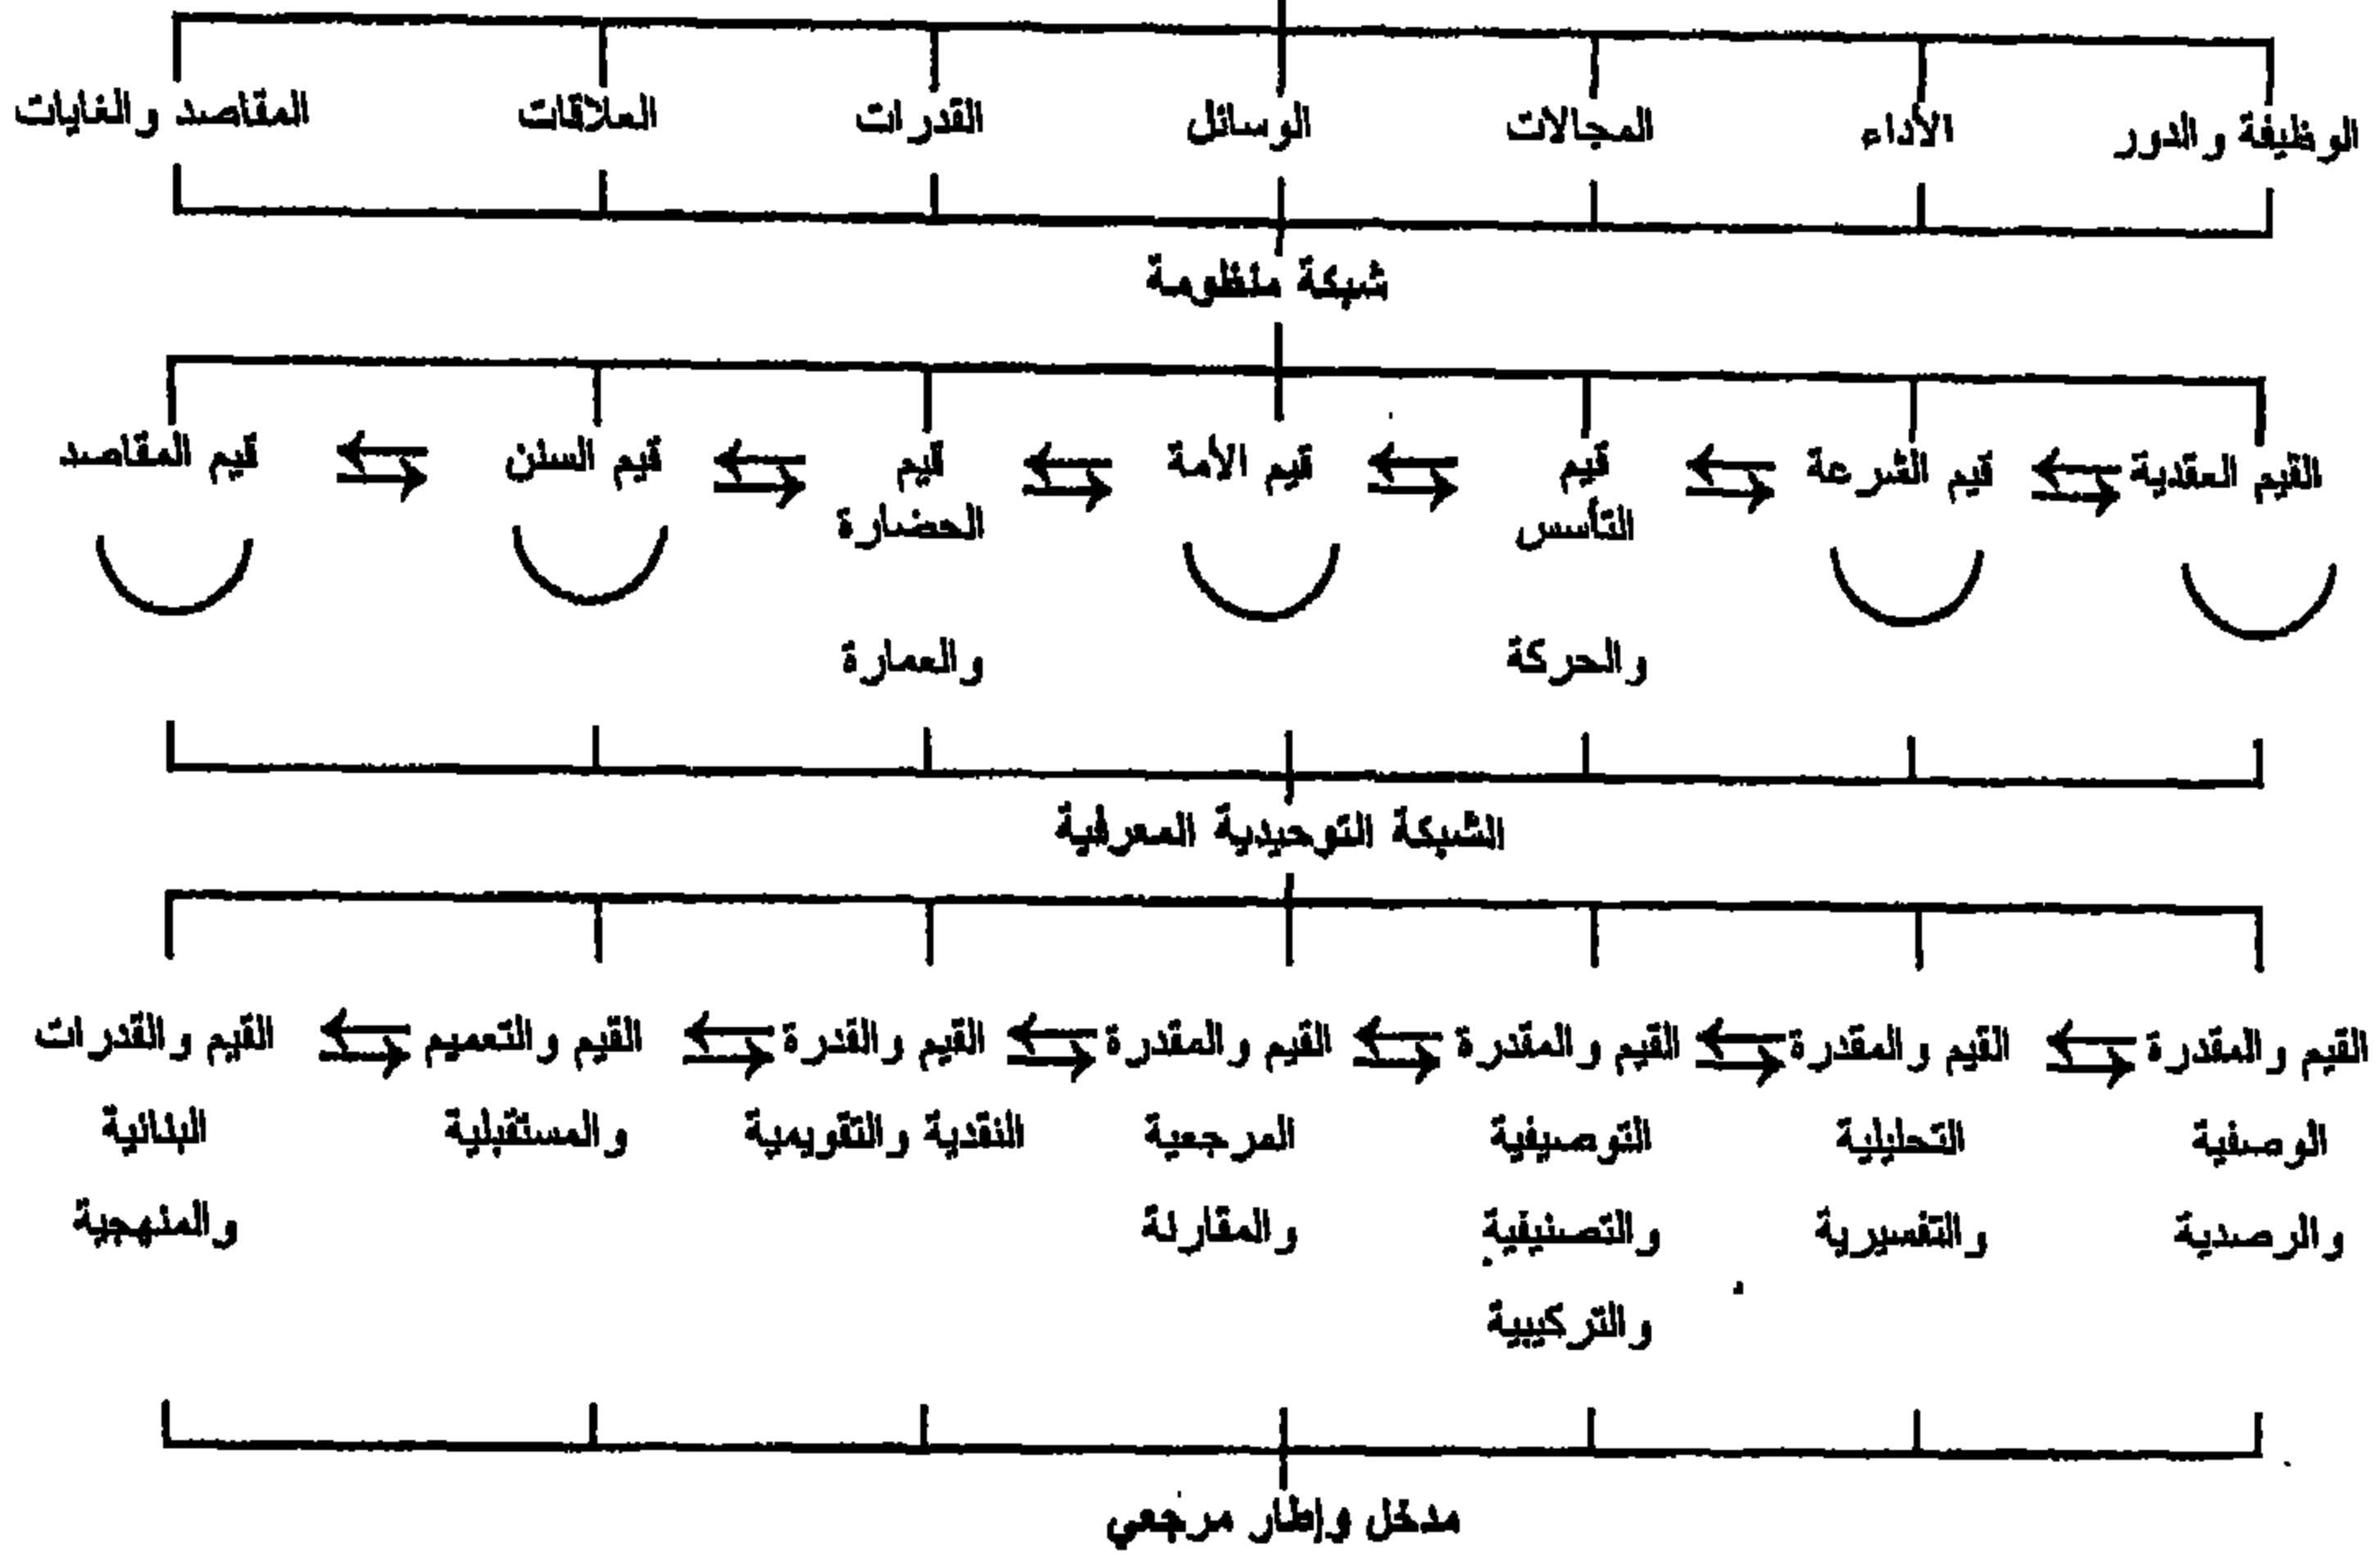 الوظيفة والدور الأداء المجالات الوسائل القدرات العلاقات المقاصد والغايات
شبكة منظومة
القيم العقدية قيم الشرعة قيم قيم الأمة قيم قيم السنن قيم المقاصد
التأسس الحضارة
والحركة والعمارة
الشبكة التوحيدية المعرفية
القيم والمقدرة القيم والمقدرة القيم والمقدرة القيم والمقدرة القيم والقدرة القيم والتعميم القيم والقدرات
الوصفية التحليلية التوصيفية المرجعية النقدية والتقويمية والمستقبلية البنائية
والرصدية والتفسيرية والتصنيفية والمقارنة والمنهجية
والتركيبية
مدخل وإطار مرجعي